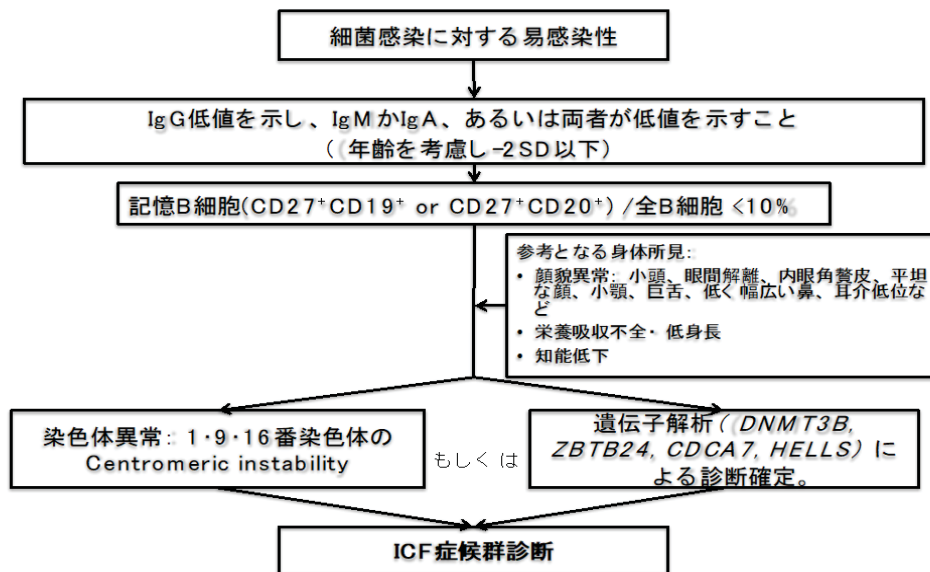 細菌感染に対する易感染性
IgG低値を示し、IgMかIgA、あるいは両者が低値を示すこと
（（年齢を考慮し-2SD以下）
記憶B細胞(CD27⁺CD19⁺ or CD27⁺CD20⁺) /全B細胞 <10%
参考となる身体所見:
• 顔貌異常: 小頭、眼間解離、内眼角贅皮、平坦
な顔、小顎、巨舌、低く幅広い鼻、耳介低位な
ど
• 栄養吸収不全・低身長
• 知能低下
染色体異常: 1・9・16番染色体の
Centromeric instability
もしくは
遺伝子解析（(DNMT3B,
ZBTB24, CDCA7, HELLS）に
よる診断確定。
ICF症候群診断